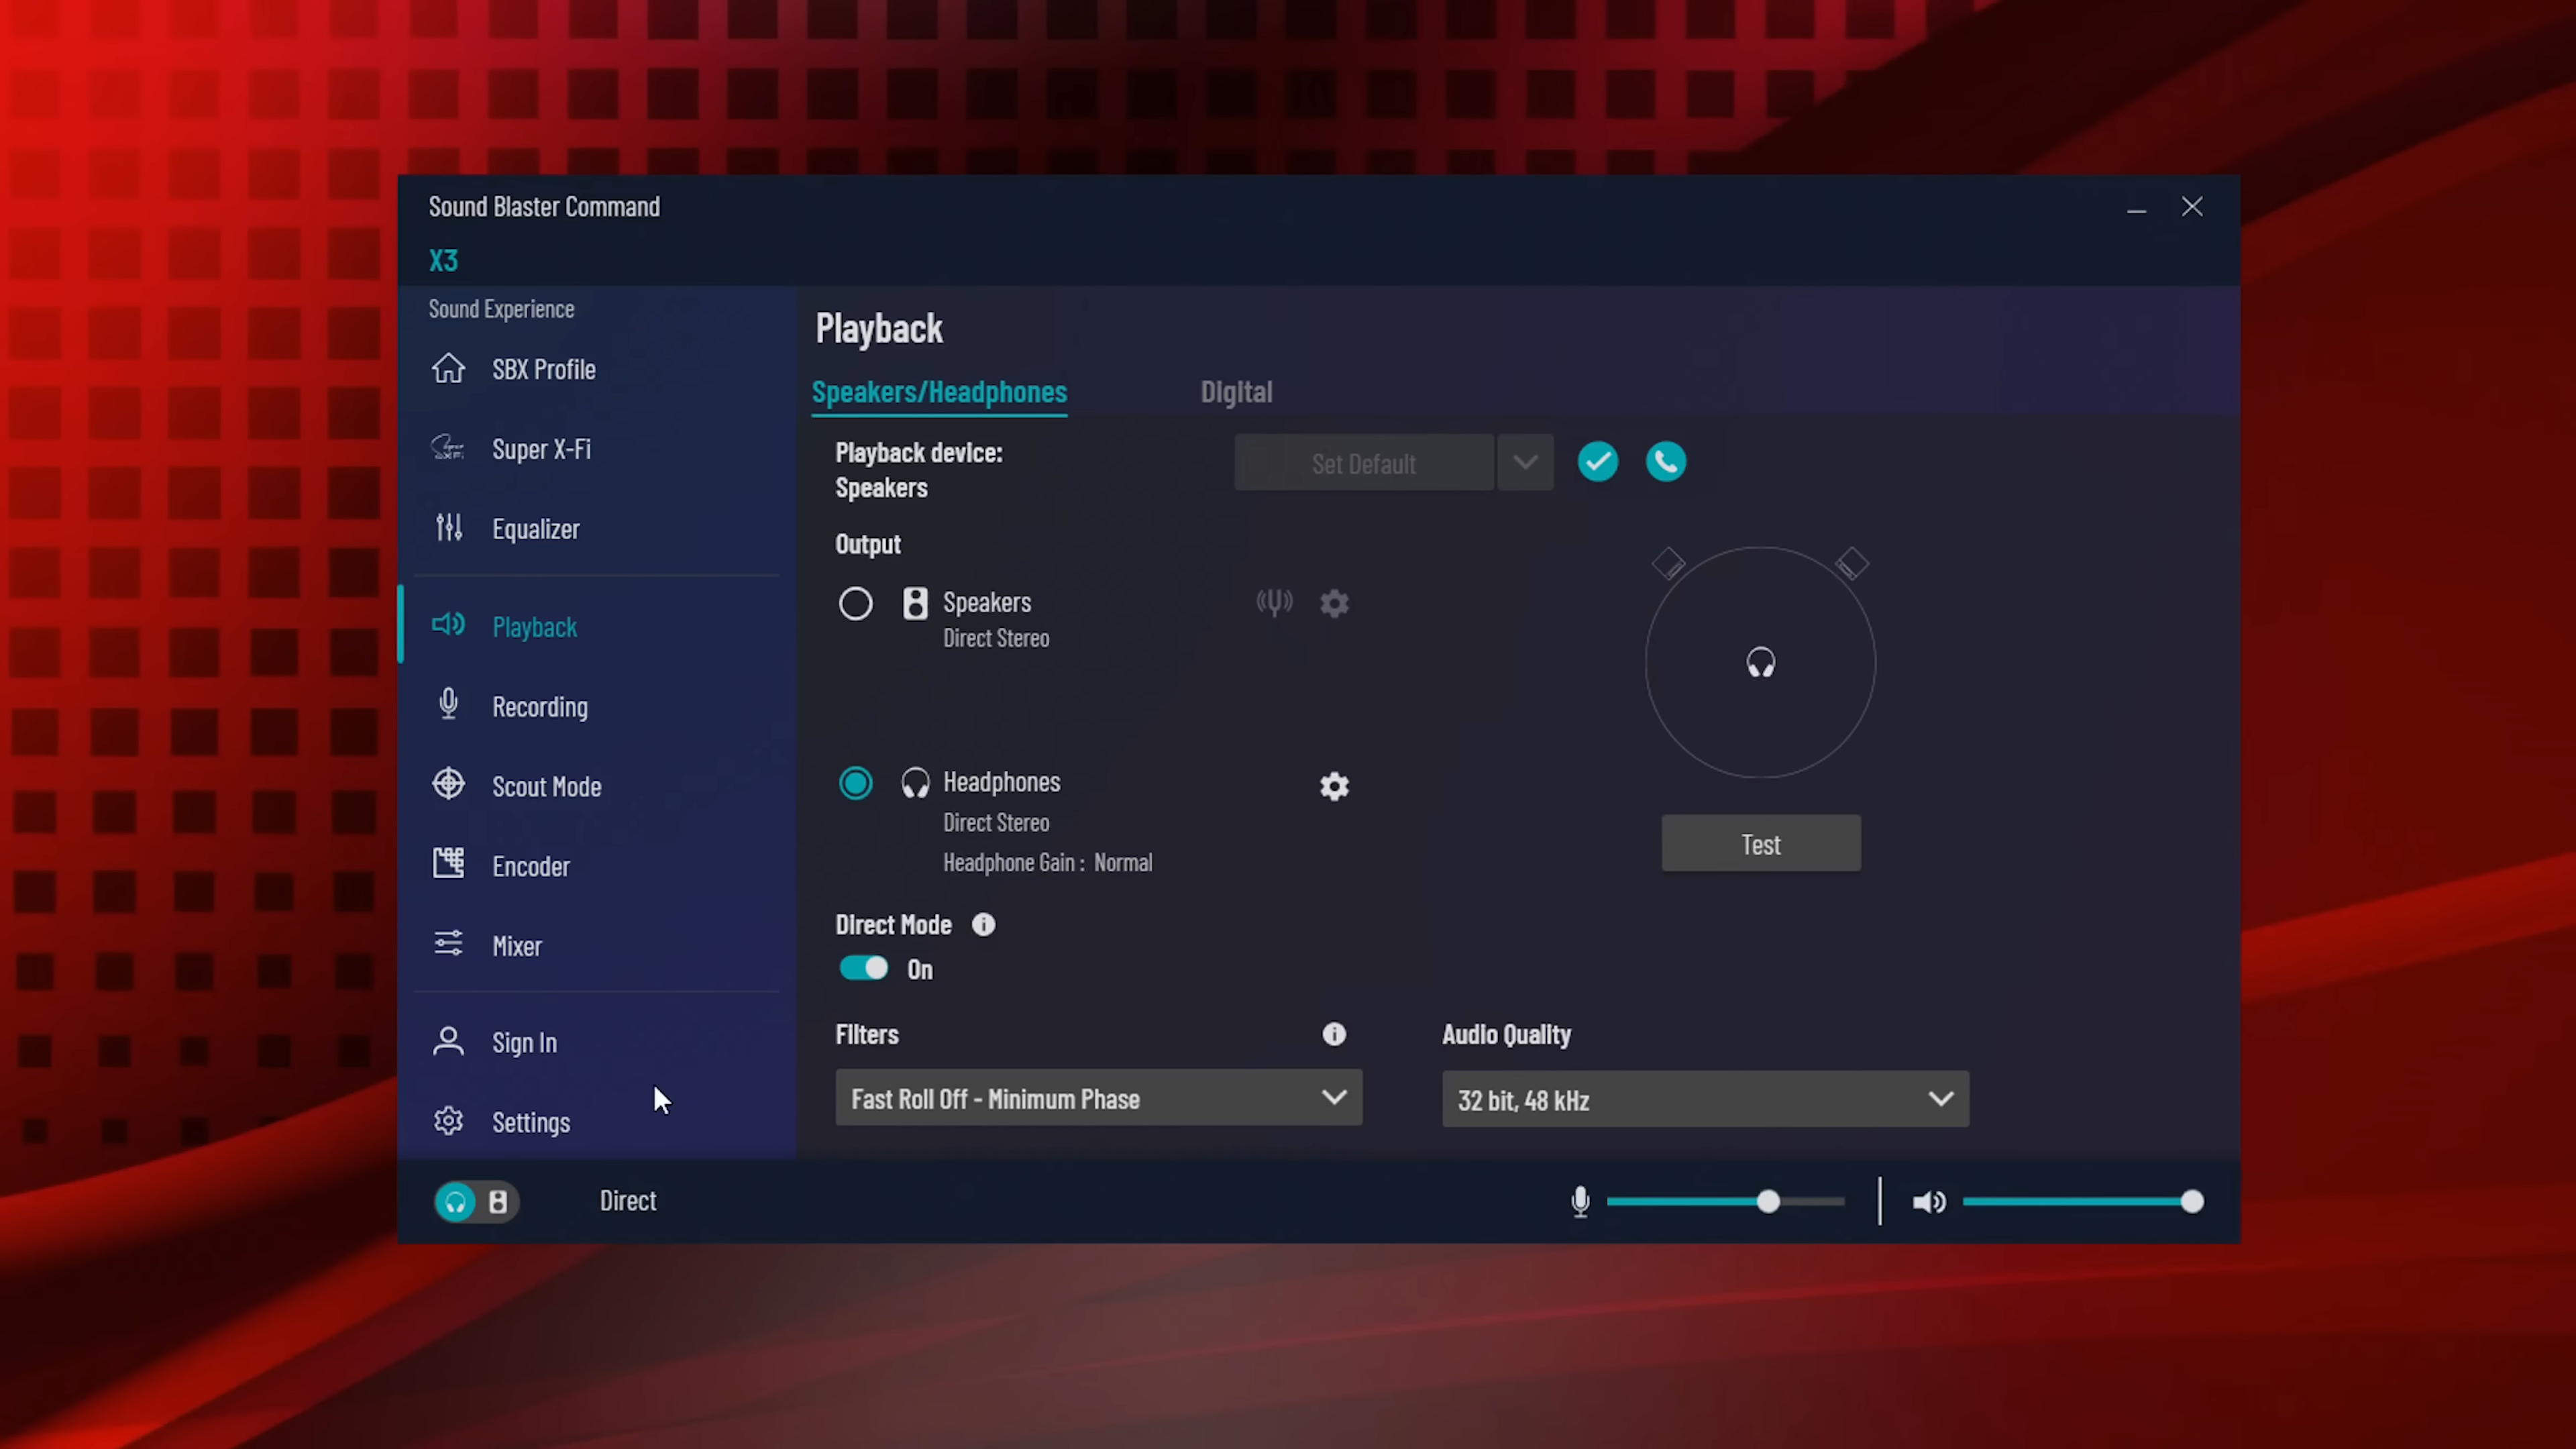 Sound Blaster Command
X3
Sound Experience
SBX Profile
Super X-Fi
Equalizer
Playback
Recording
Scout Mode
Encoder
Mixer
Sign In
Settings
Playback
Speakers/Headphones
Digital
Playback device:
Speakers
Set Default
Output
Speakers
Direct Stereo
Headphones
Direct Stereo
Headphone Gain : Normal
Test
Direct Mode
On
Filters
Fast Roll Off - Minimum Phase
Audio Quality
32 bit, 48 kHz
Direct